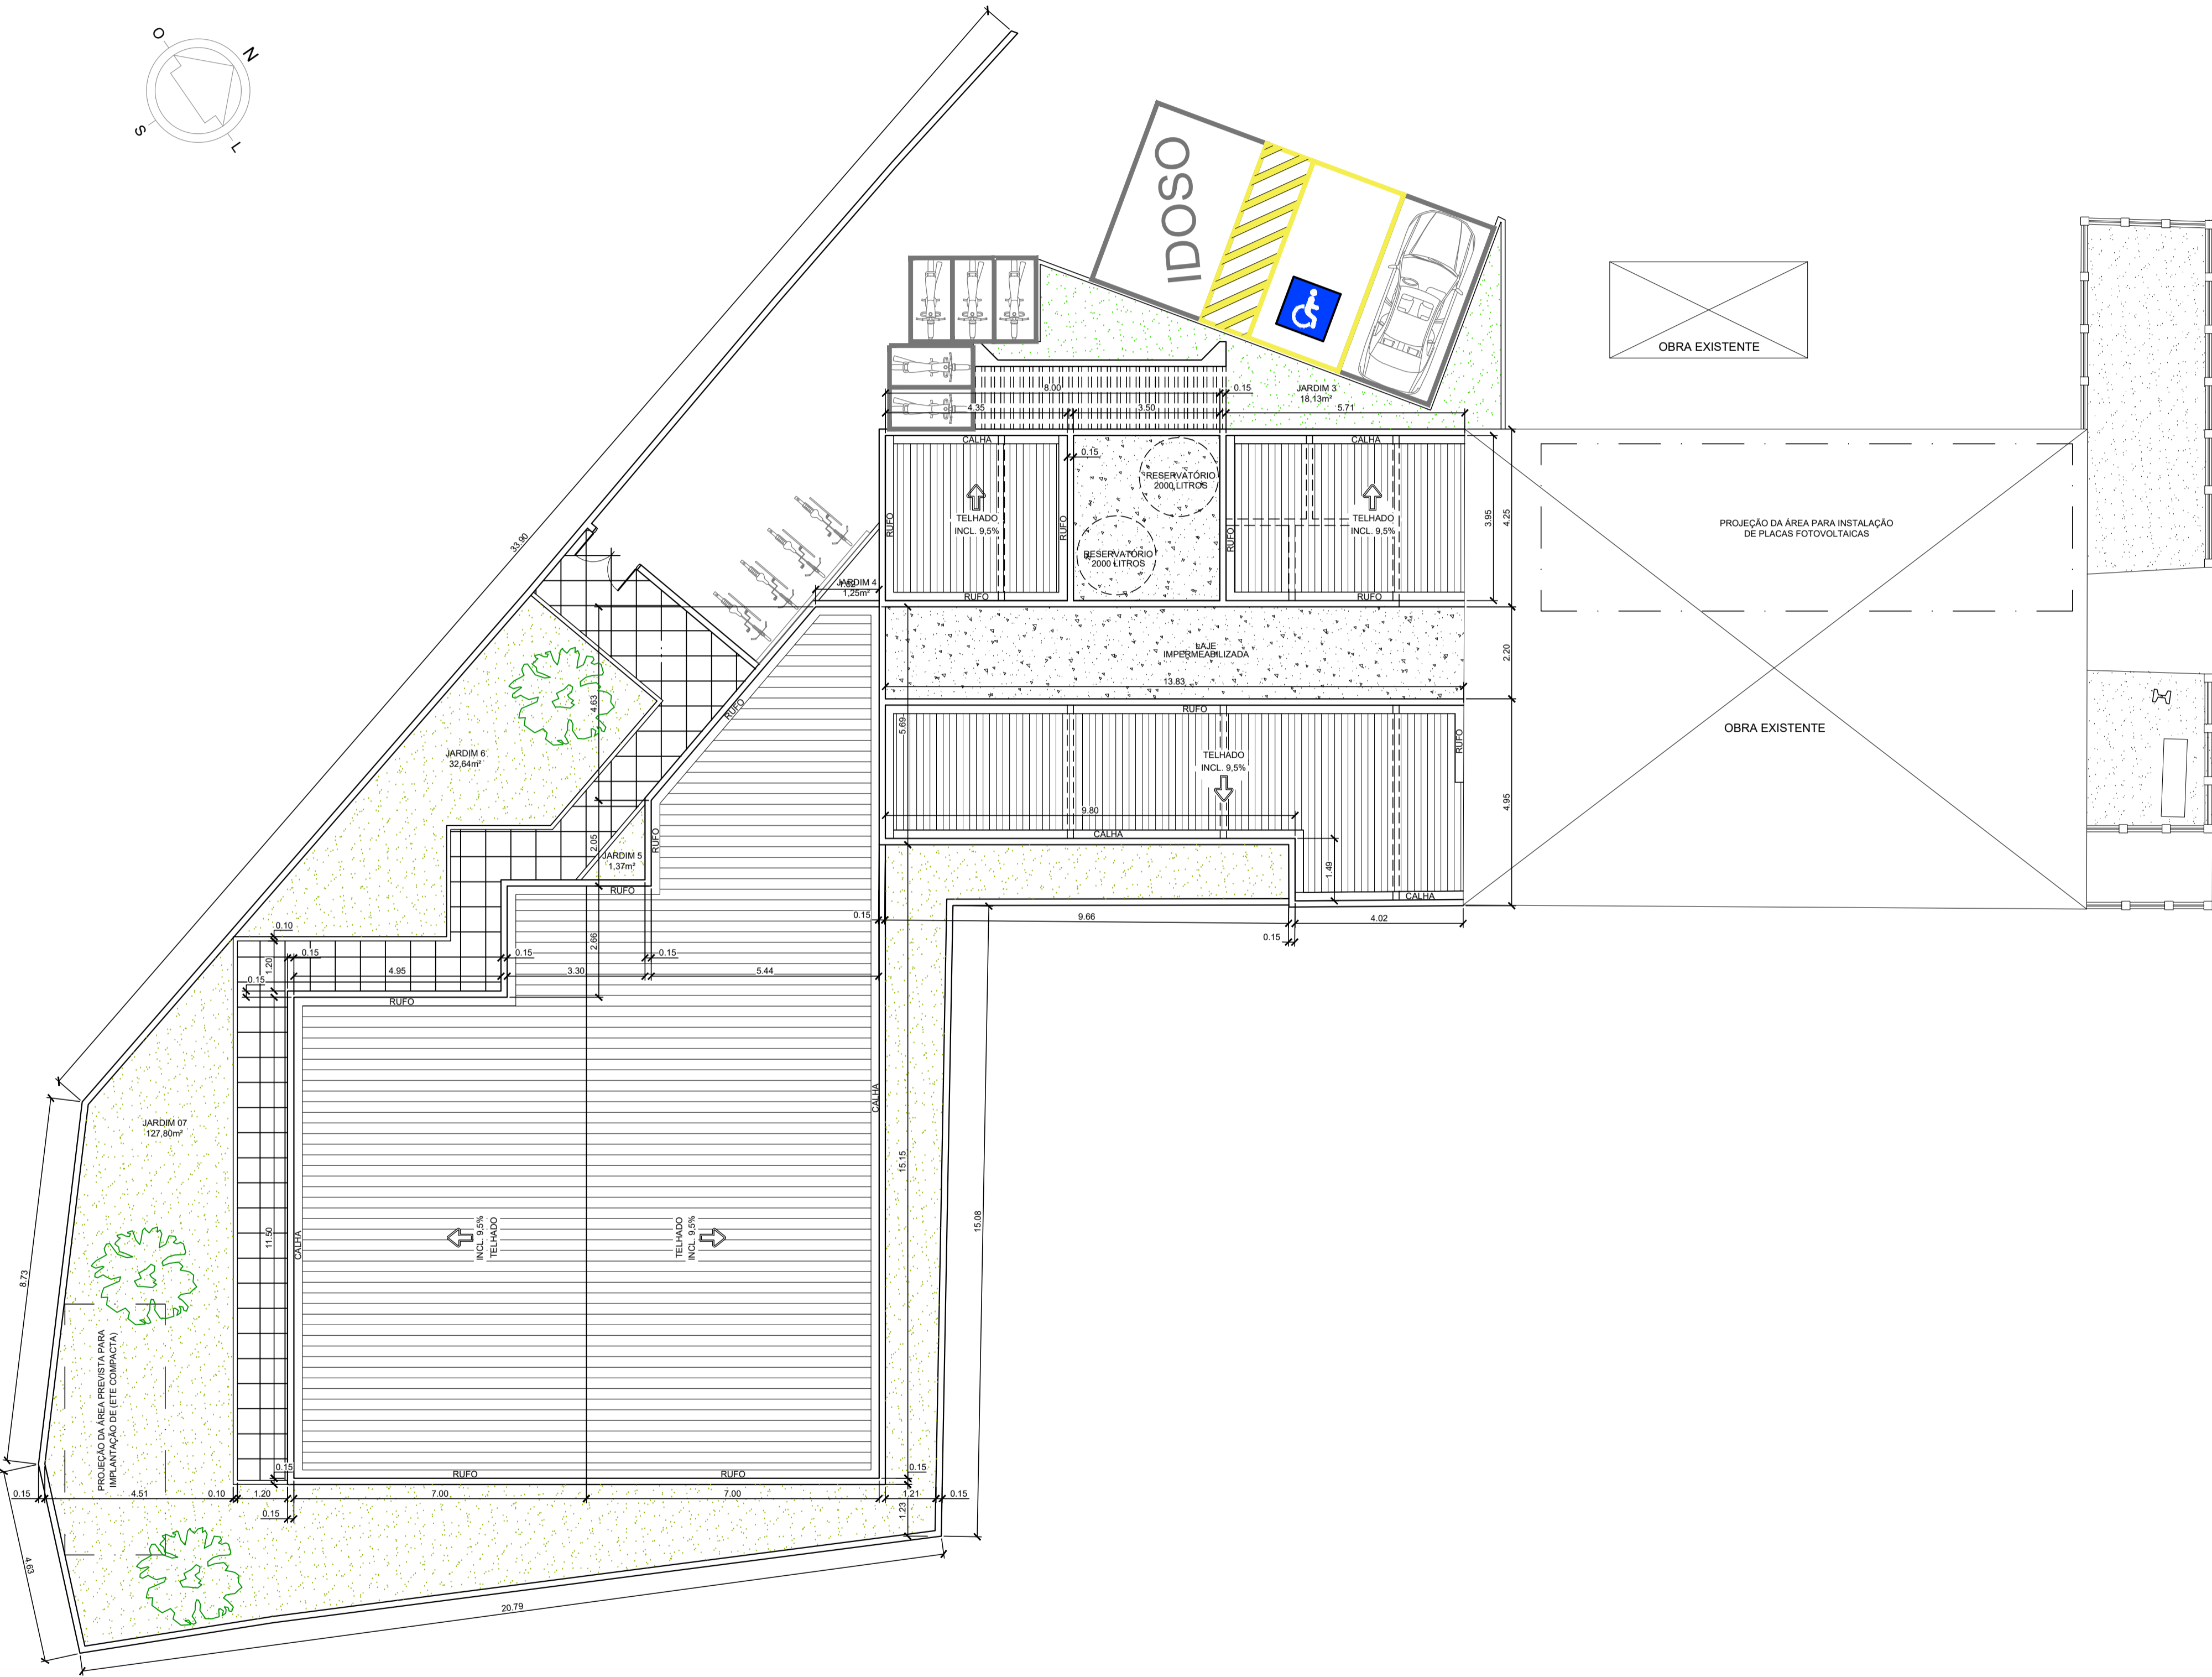 O
N
S
L
IDOSO
33.90
OBRA EXISTENTE
8.00
0.15
JARDIM 3
18,13m²
4.35
3.50
5.71
CALHA
CALHA
0.15
RESERVATÓRIO
2000 LITROS
RUFO
TELHADO
INCL. 9,5%
RUFO
RUFO
TELHADO
INCL. 9,5%
3.95
4.25
PROJEÇÃO DA ÁREA PARA INSTALAÇÃO
DE PLACAS FOTOVOLTAICAS
RESERVATÓRIO
2000 LITROS
JARDIM 4
1,25m²
RUFO
RUFO
LAJE
IMPERMEABILIZADA
2.20
13.83
4.63
RUFO
5.69
RUFO
RUFO
OBRA EXISTENTE
JARDIM 6
32,64m²
TELHADO
INCL. 9,5%
4.95
9.80
CALHA
2.05
RUFO
JARDIM 5
1,37m²
RUFO
1.49
CALHA
0.15
9.66
4.02
0.15
0.10
0.15
1.20
0.15
4.95
0.15
3.30
2.66
0.15
5.44
RUFO
CALHA
JARDIM 07
127,80m²
15.15
15.08
11.50
CALHA
INCL. 9,5%
TELHADO
TELHADO
INCL. 9,5%
8.73
PROJEÇÃO DA ÁREA PREVISTA PARA
IMPLANTAÇÃO DE (ETE COMPACTA)
0.15
RUFO
RUFO
0.15
0.15
4.51
0.10
1.20
7.00
7.00
1.21
0.15
0.15
1.23
4.63
20.79